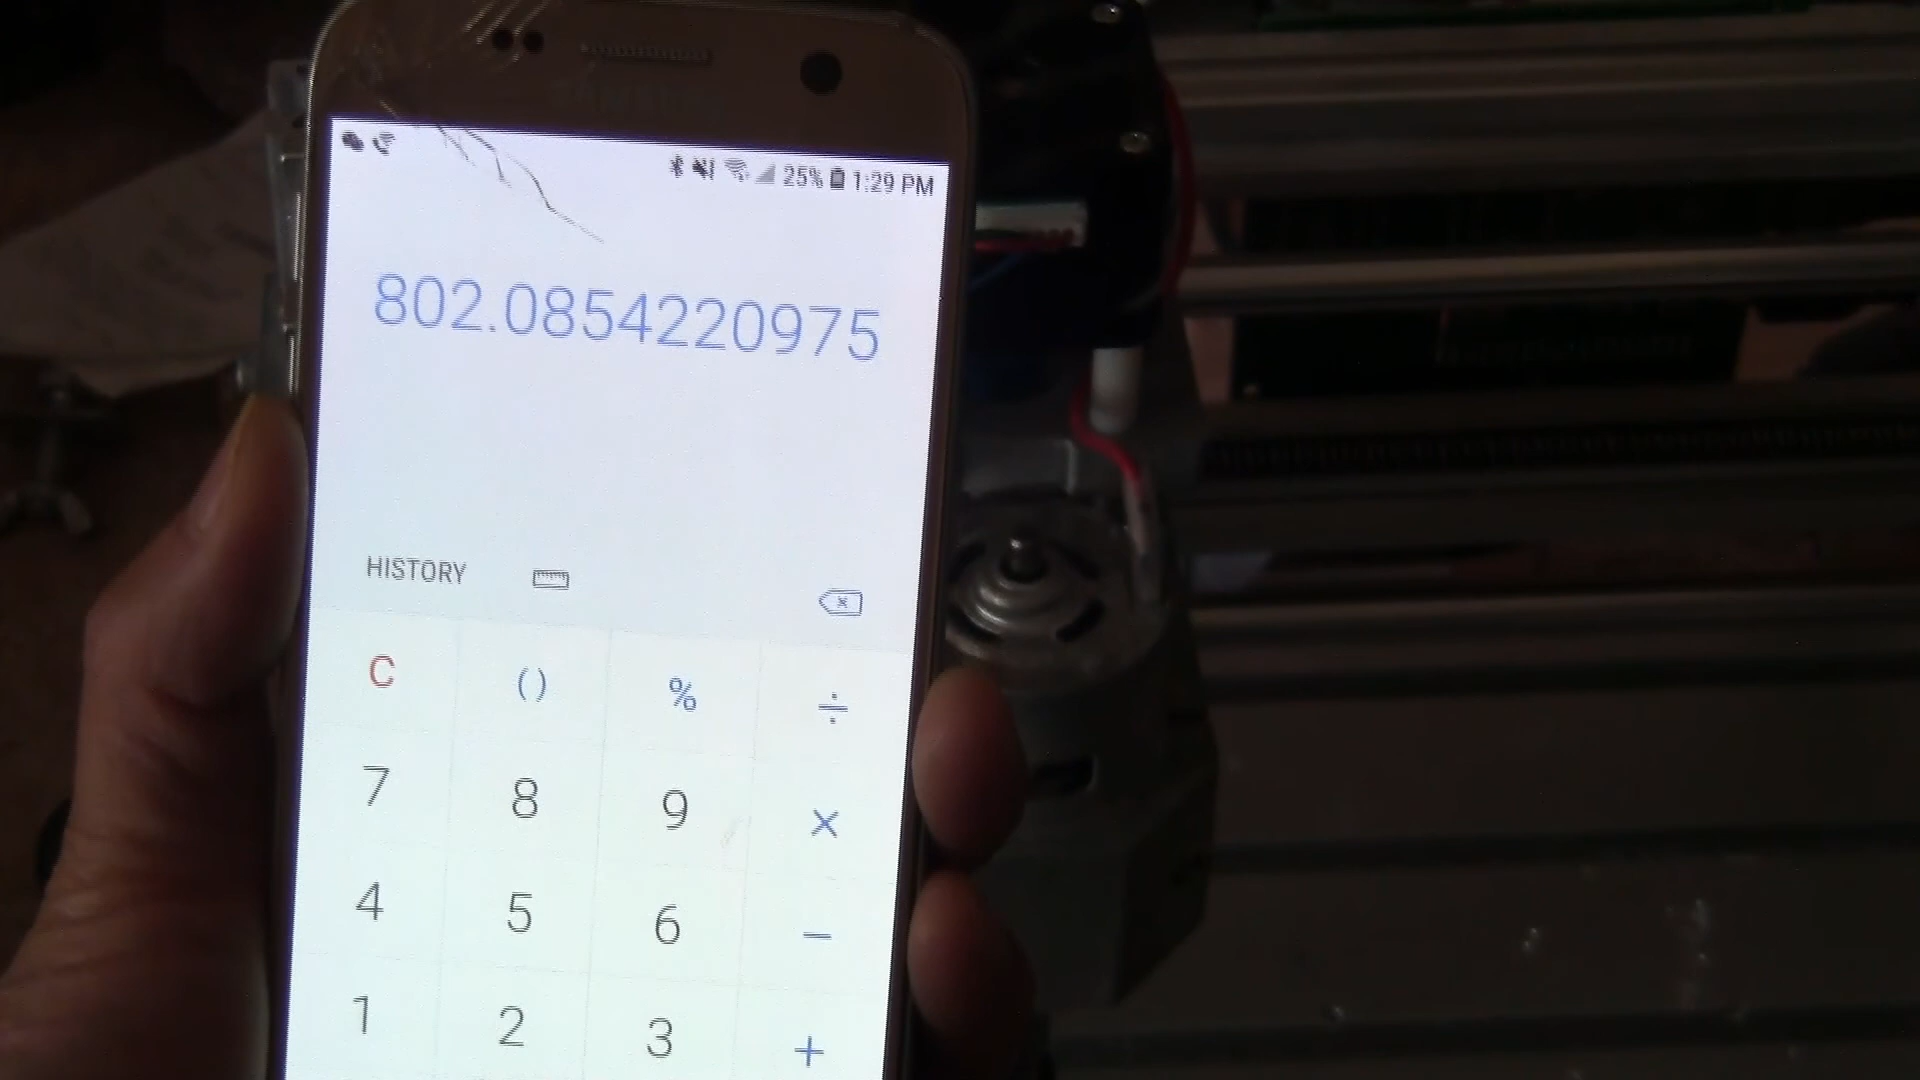 25% 1:29 PM
802.0854220975
HISTORY
C () % ÷
7 8 9 ×
4 5 6 −
1 2 3 +